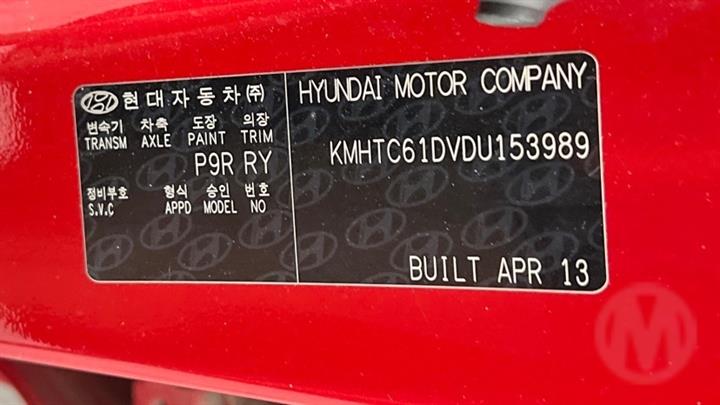 현대자동차㈜
변속기 차축 도장 의장
TRANSM AXLE PAINT TRIM
P9R RY
정비부호 형식 승인 번호
S.V.C APPD MODEL NO
HYUNDAI MOTOR COMPANY
KMHTC61DVDU153989
BUILT APR 13
M